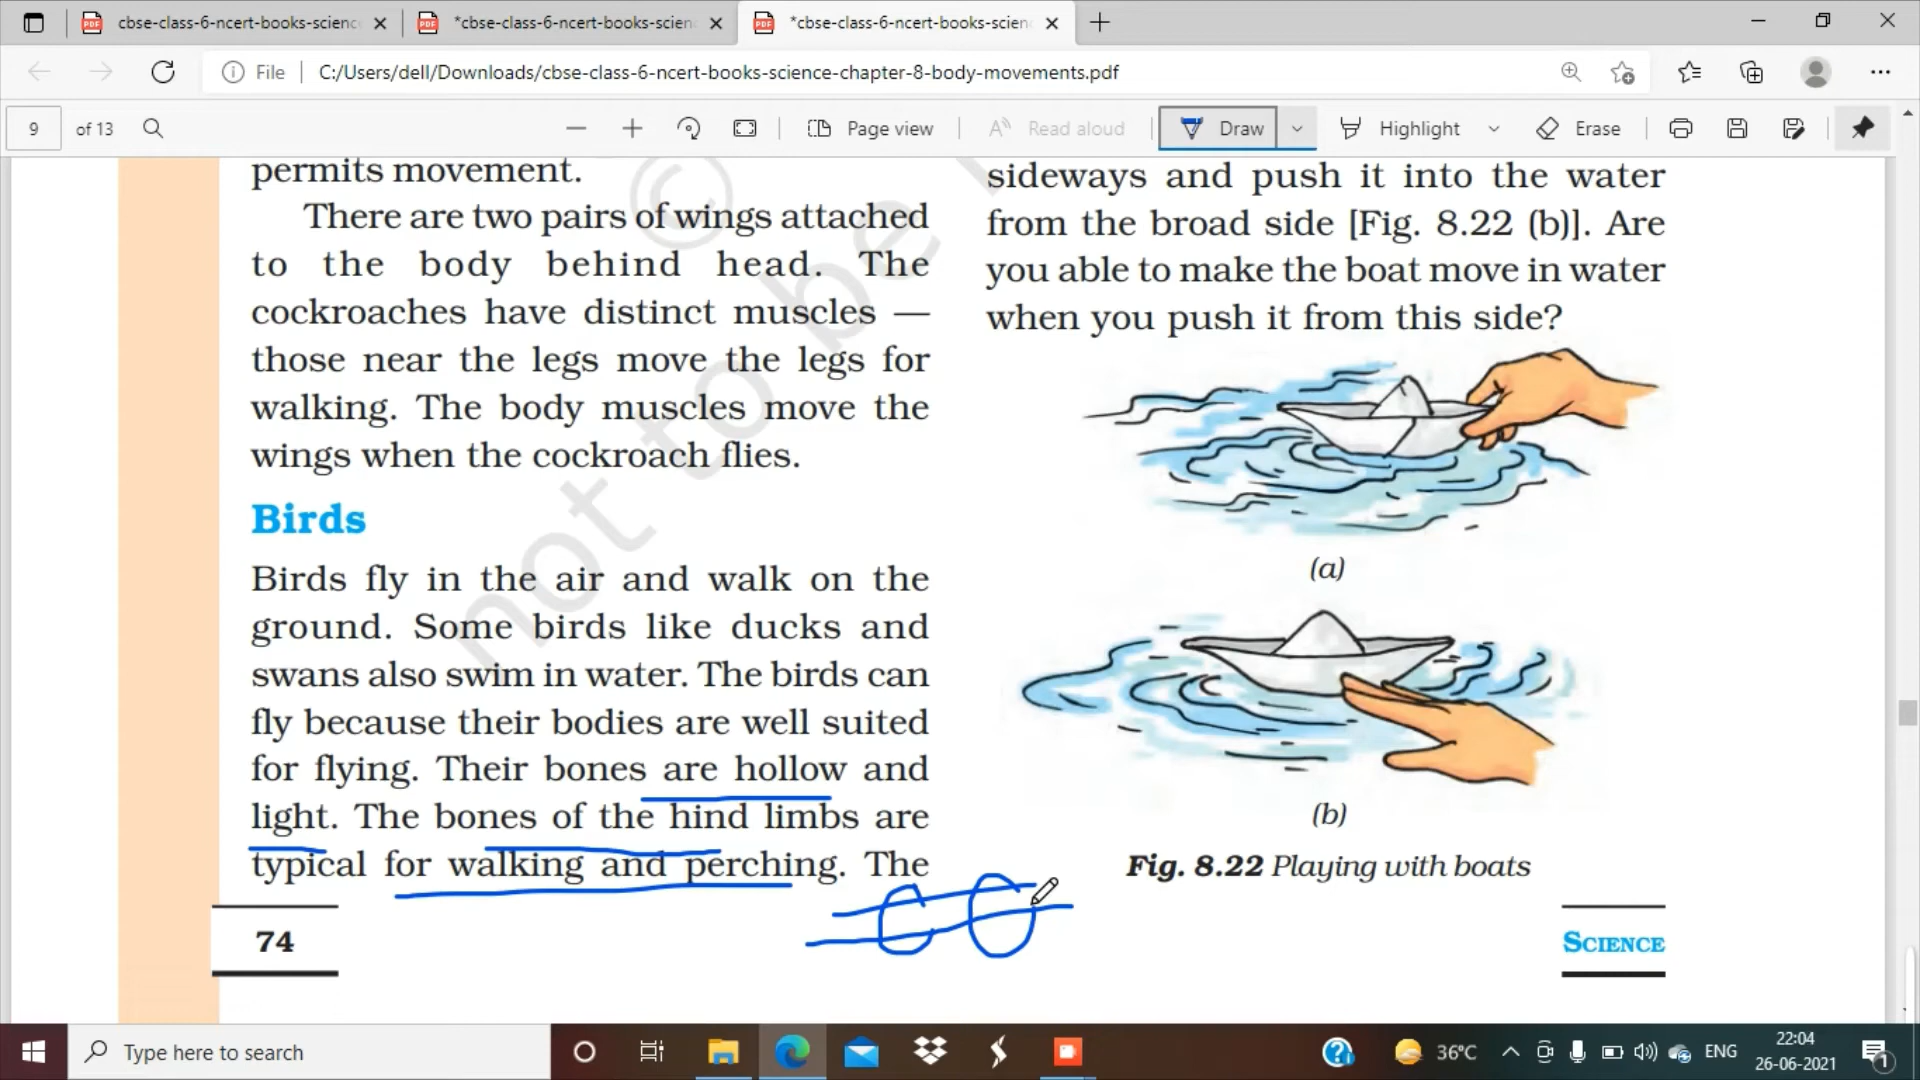 cbse-class-6-ncert-books-scienc
*cbse-class-6-ncert-books-scien
*cbse-class-6-ncert-books-scien
File
C:/Users/dell/Downloads/cbse-class-6-ncert-books-science-chapter-8-body-movements.pdf
9 of 13
Page view
Read aloud
Draw
Highlight
Erase
permits movement.
There are two pairs of wings attached
to the body behind head. The
cockroaches have distinct muscles —
those near the legs move the legs for
walking. The body muscles move the
wings when the cockroach flies.
Birds
Birds fly in the air and walk on the
ground. Some birds like ducks and
swans also swim in water. The birds can
fly because their bodies are well suited
for flying. Their bones are hollow and
light. The bones of the hind limbs are
typical for walking and perching. The
74
sideways and push it into the water
from the broad side [Fig. 8.22 (b)]. Are
you able to make the boat move in water
when you push it from this side?
(a)
(b)
Fig. 8.22 Playing with boats
SCIENCE
©
not to be
Type here to search
36°C
ENG
22:04
26-06-2021
1